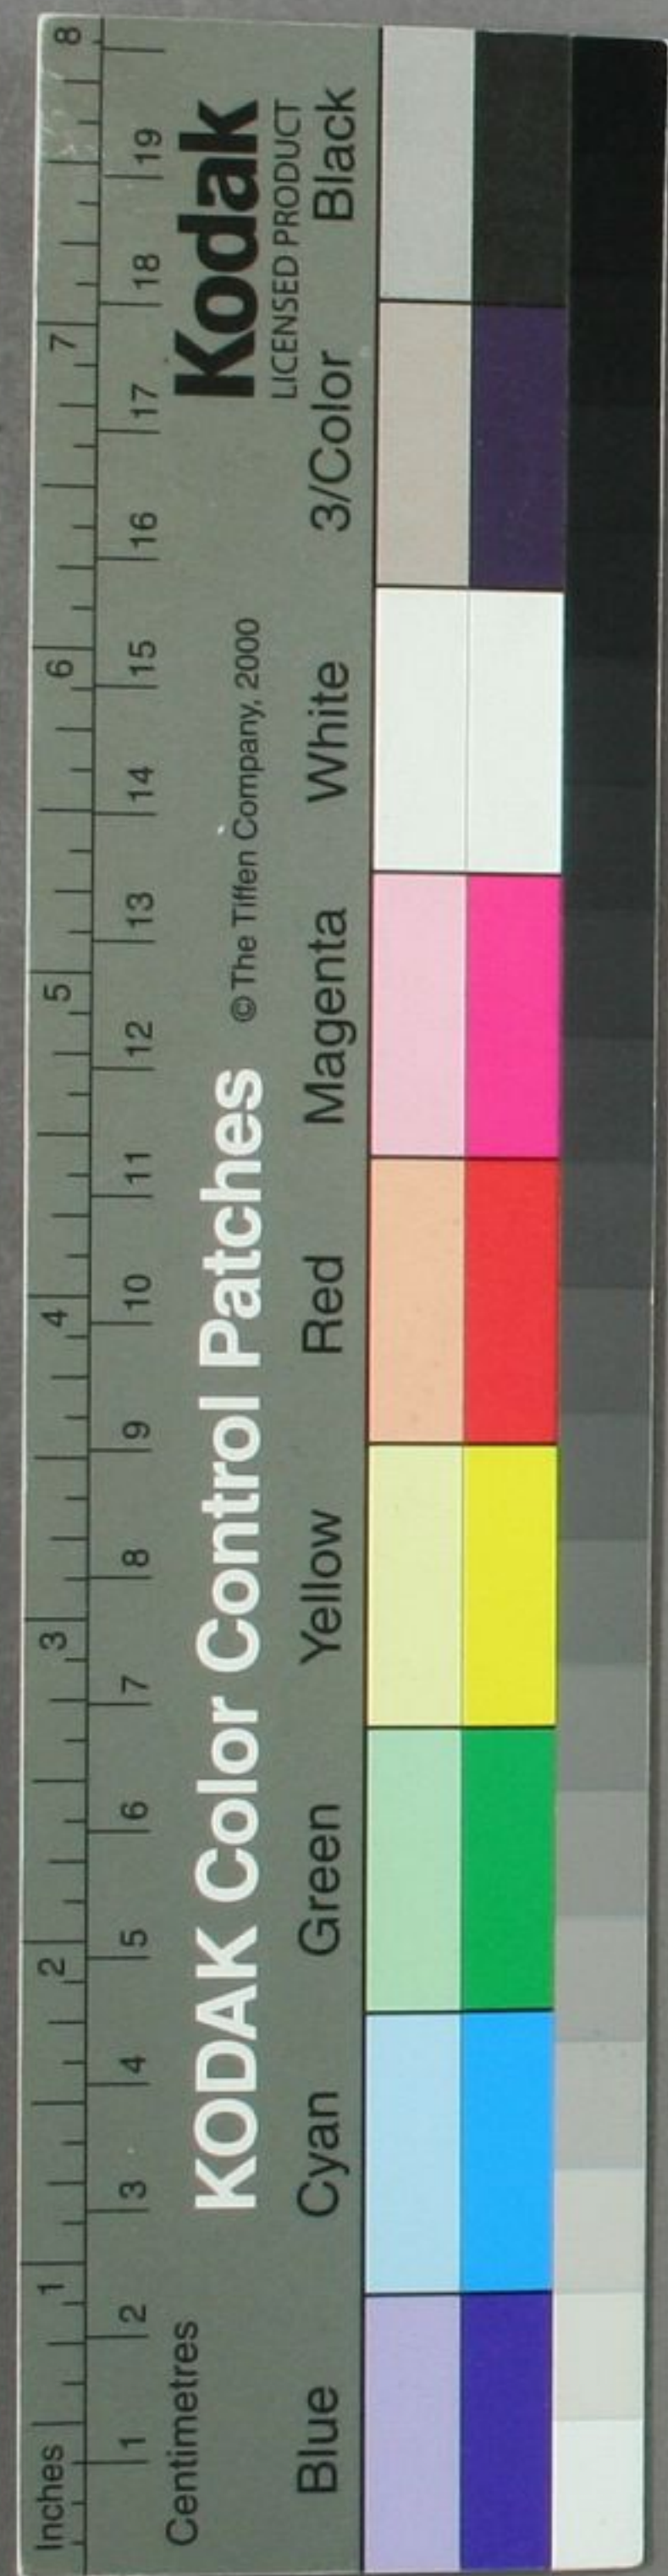 Inches 1 2 3 4 5 6 7 8
1 2 3 4 5 6 7 8 9 10 11 12 13 14 15 16 17 18 19
Centimetres
KODAK Color Control Patches © The Tiffen Company, 2000 Kodak
LICENSED PRODUCT
Blue Cyan Green Yellow Red Magenta White 3/Color Black